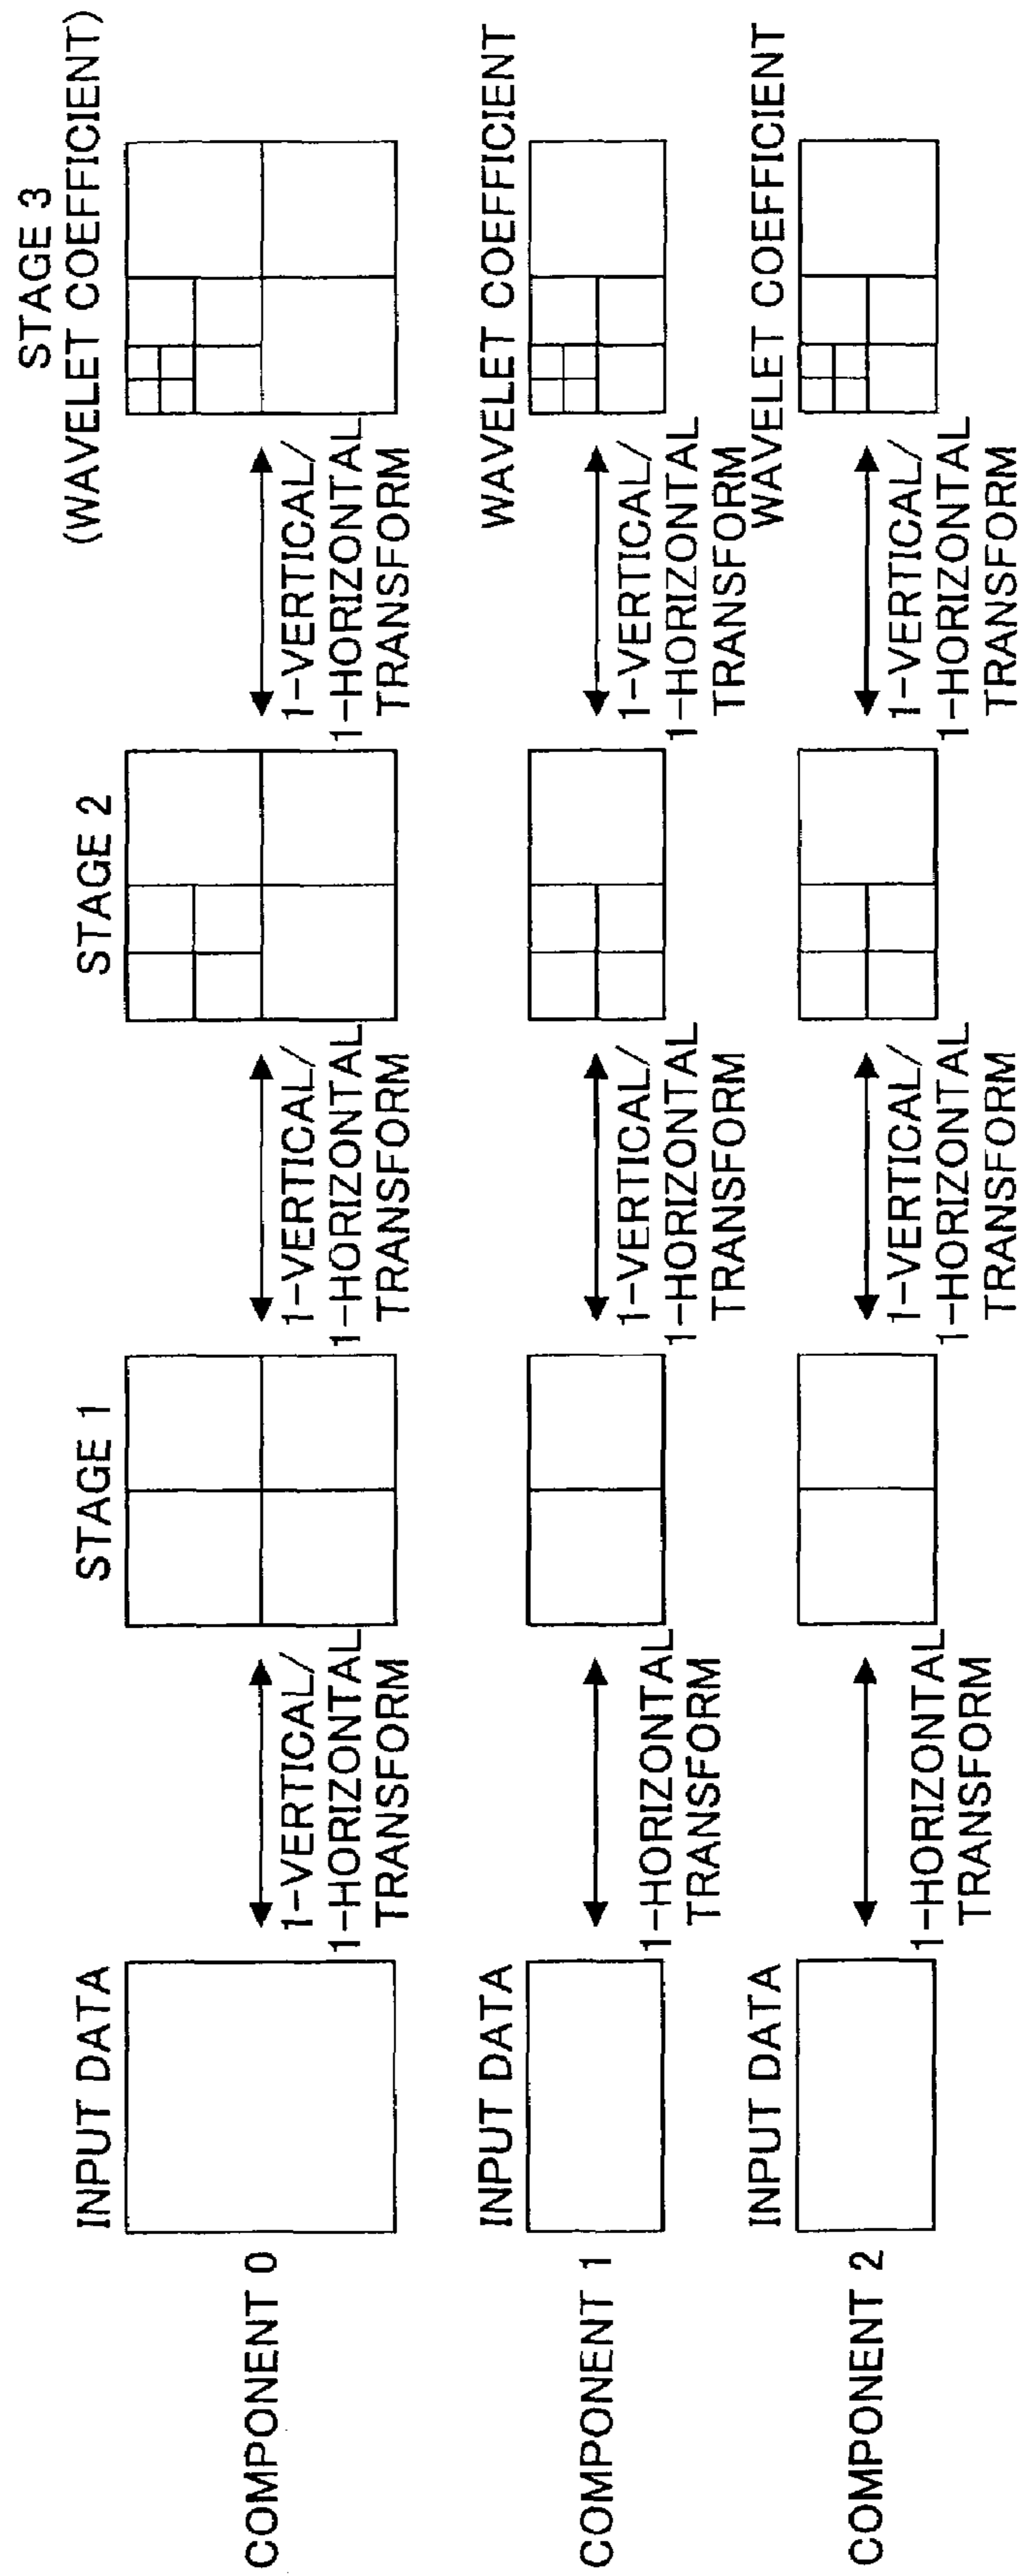 STAGE 3
(WAVELET COEFFICIENT)
STAGE 2
STAGE 1
INPUT DATA
COMPONENT 0
1-VERTICAL/
1-HORIZONTAL
TRANSFORM
1-VERTICAL/
1-HORIZONTAL
TRANSFORM
1-VERTICAL/
1-HORIZONTAL
TRANSFORM
INPUT DATA
WAVELET COEFFICIENT
COMPONENT 1
1-HORIZONTAL
TRANSFORM
1-VERTICAL/
1-HORIZONTAL
TRANSFORM
1-VERTICAL/
1-HORIZONTAL
TRANSFORM
INPUT DATA
WAVELET COEFFICIENT
COMPONENT 2
1-HORIZONTAL
TRANSFORM
1-VERTICAL/
1-HORIZONTAL
TRANSFORM
1-VERTICAL/
1-HORIZONTAL
TRANSFORM